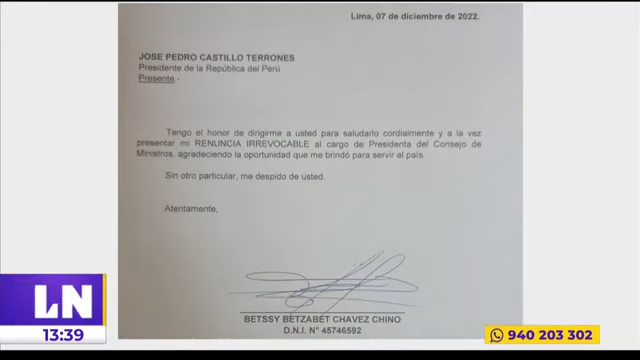 Lima, 07 de diciembre de 2022.
JOSE PEDRO CASTILLO TERRONES
Presidente de la República del Perú
Presente.-
Tengo el honor de dirigirme a usted para saludarlo cordialmente y a la vez
presentar mi RENUNCIA IRREVOCABLE al cargo de Presidenta del Consejo de
Ministros, agradeciendo la oportunidad que me brindó para servir al país.
Sin otro particular, me despido de usted.
Atentamente,
BETSSY BETZABET CHAVEZ CHINO
D.N.I. N° 45746592
LN
13:39
940 203 302